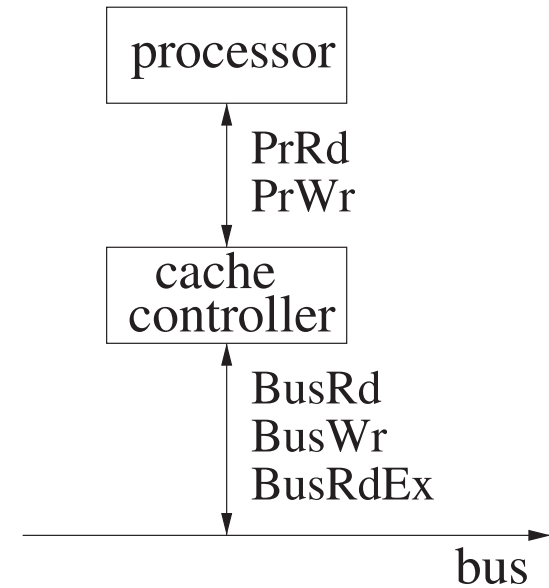 processor
PrRd
PrWr
cache
controller
BusRd
BusWr
BusRdEx
bus